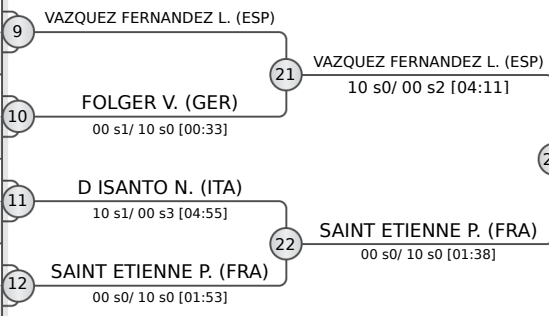 9
VAZQUEZ FERNANDEZ L. (ESP)
21
VAZQUEZ FERNANDEZ L. (ESP)
10 s0/ 00 s2 [04:11]
FOLGER V. (GER)
10
00 s1/ 10 s0 [00:33]
2
D ISANTO N. (ITA)
11
10 s1/ 00 s3 [04:55]
22
SAINT ETIENNE P. (FRA)
00 s0/ 10 s0 [01:38]
SAINT ETIENNE P. (FRA)
12
00 s0/ 10 s0 [01:53]